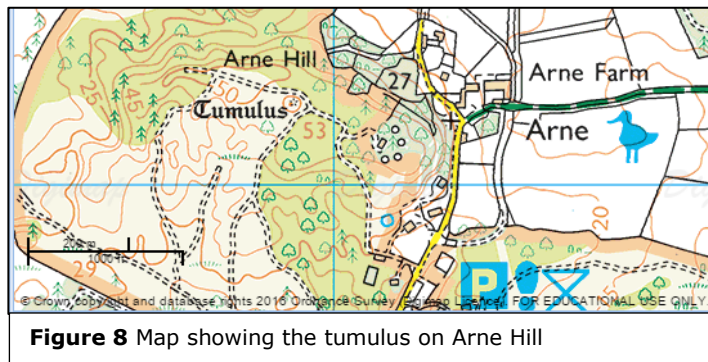 Arne Hill
27
Arne Farm
25
45
50
Tumulus
53
Arne
20
200 m
1000 ft
29
P
5
© Crown copyright and database rights 2016 Ordnance Survey (Digimap Licence). FOR EDUCATIONAL USE ONLY.
Figure 8 Map showing the tumulus on Arne Hill